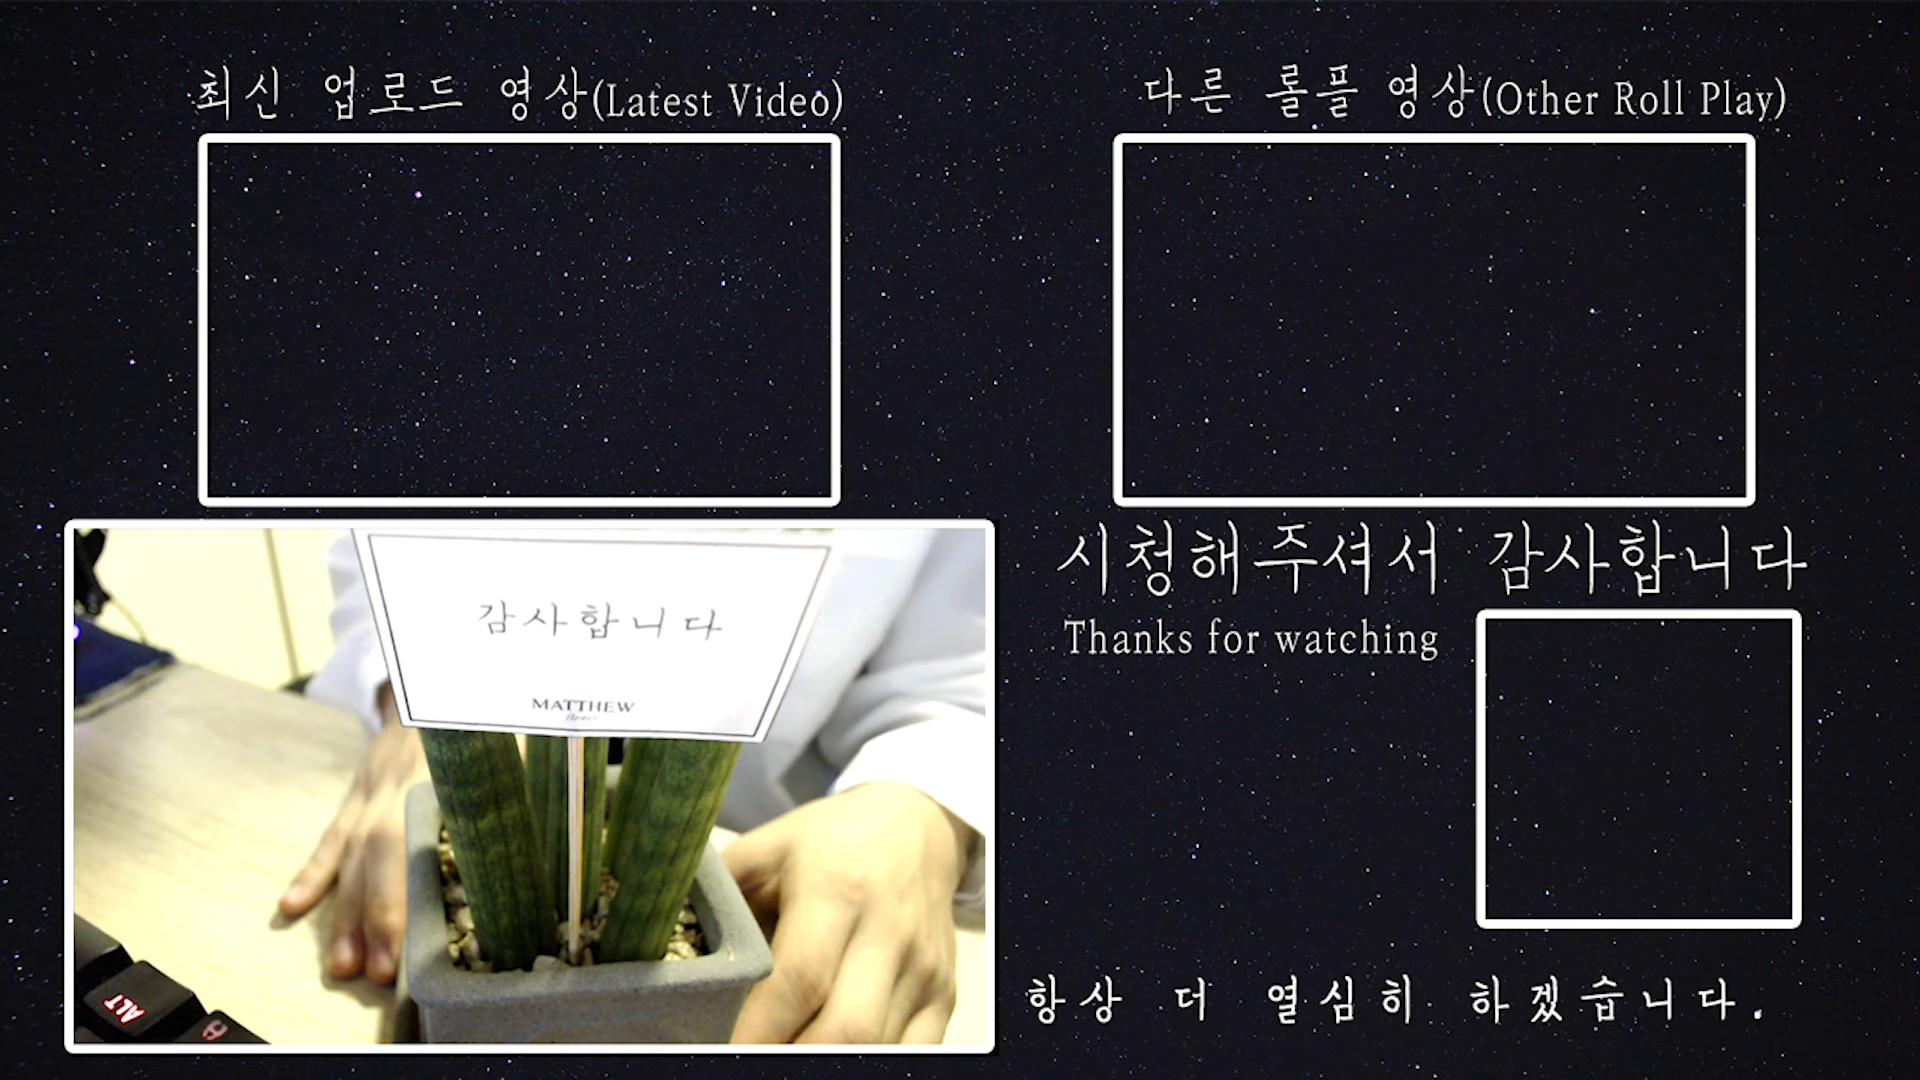 최신 업로드 영상(Latest Video)
다른 롤플 영상(Other Roll Play)
감사합니다
MATTHEW
flower
ALT
시청해주셔서 감사합니다
Thanks for watching
항상 더 열심히 하겠습니다.